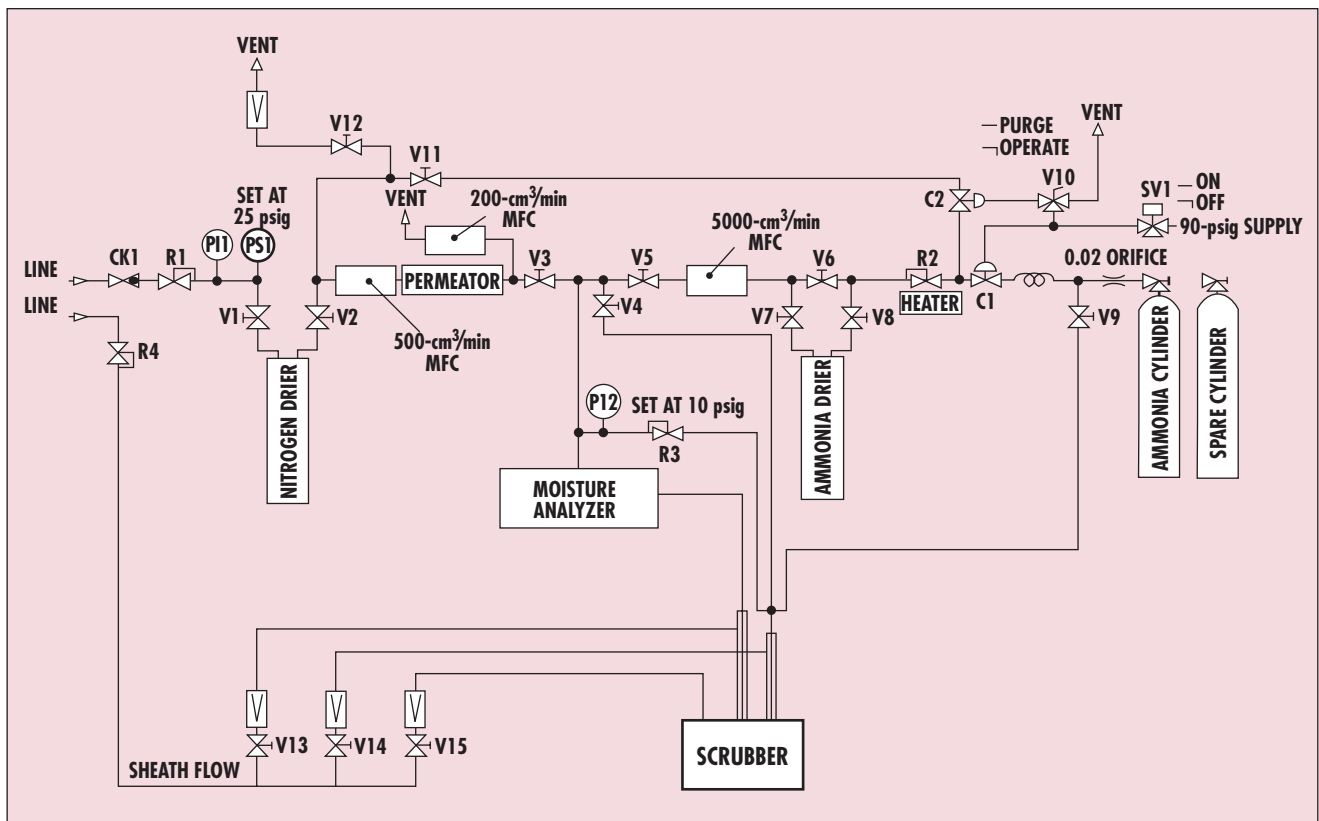 VENT
V12
V11
PURGE
OPERATE
VENT
V10
SV1
ON
OFF
90-psig SUPPLY
SET AT
25 psig
VENT
200-cm³/min
MFC
C2
PI1
PS1
5000-cm³/min
MFC
CK1
R1
LINE
LINE
PERMEATOR
V3
V5
V6
R2
HEATER
C1
0.02 ORIFICE
V1
V2
500-cm³/min
MFC
V4
V7
V8
V9
R4
NITROGEN DRIER
P12
SET AT 10 psig
R3
AMMONIA DRIER
AMMONIA CYLINDER
SPARE CYLINDER
MOISTURE
ANALYZER
V13
V14
V15
SHEATH FLOW
SCRUBBER